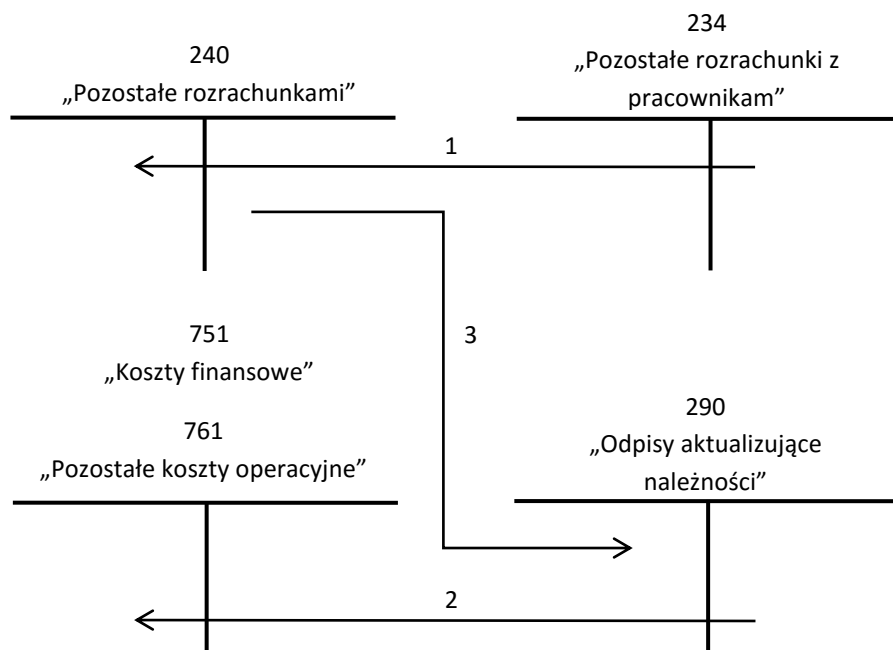 240
„Pozostałe rozrachunkami”
234
„Pozostałe rozrachunki z
pracownikam”
1
3
751
„Koszty finansowe”
761
„Pozostałe koszty operacyjne”
290
„Odpisy aktualizujące
należności”
2